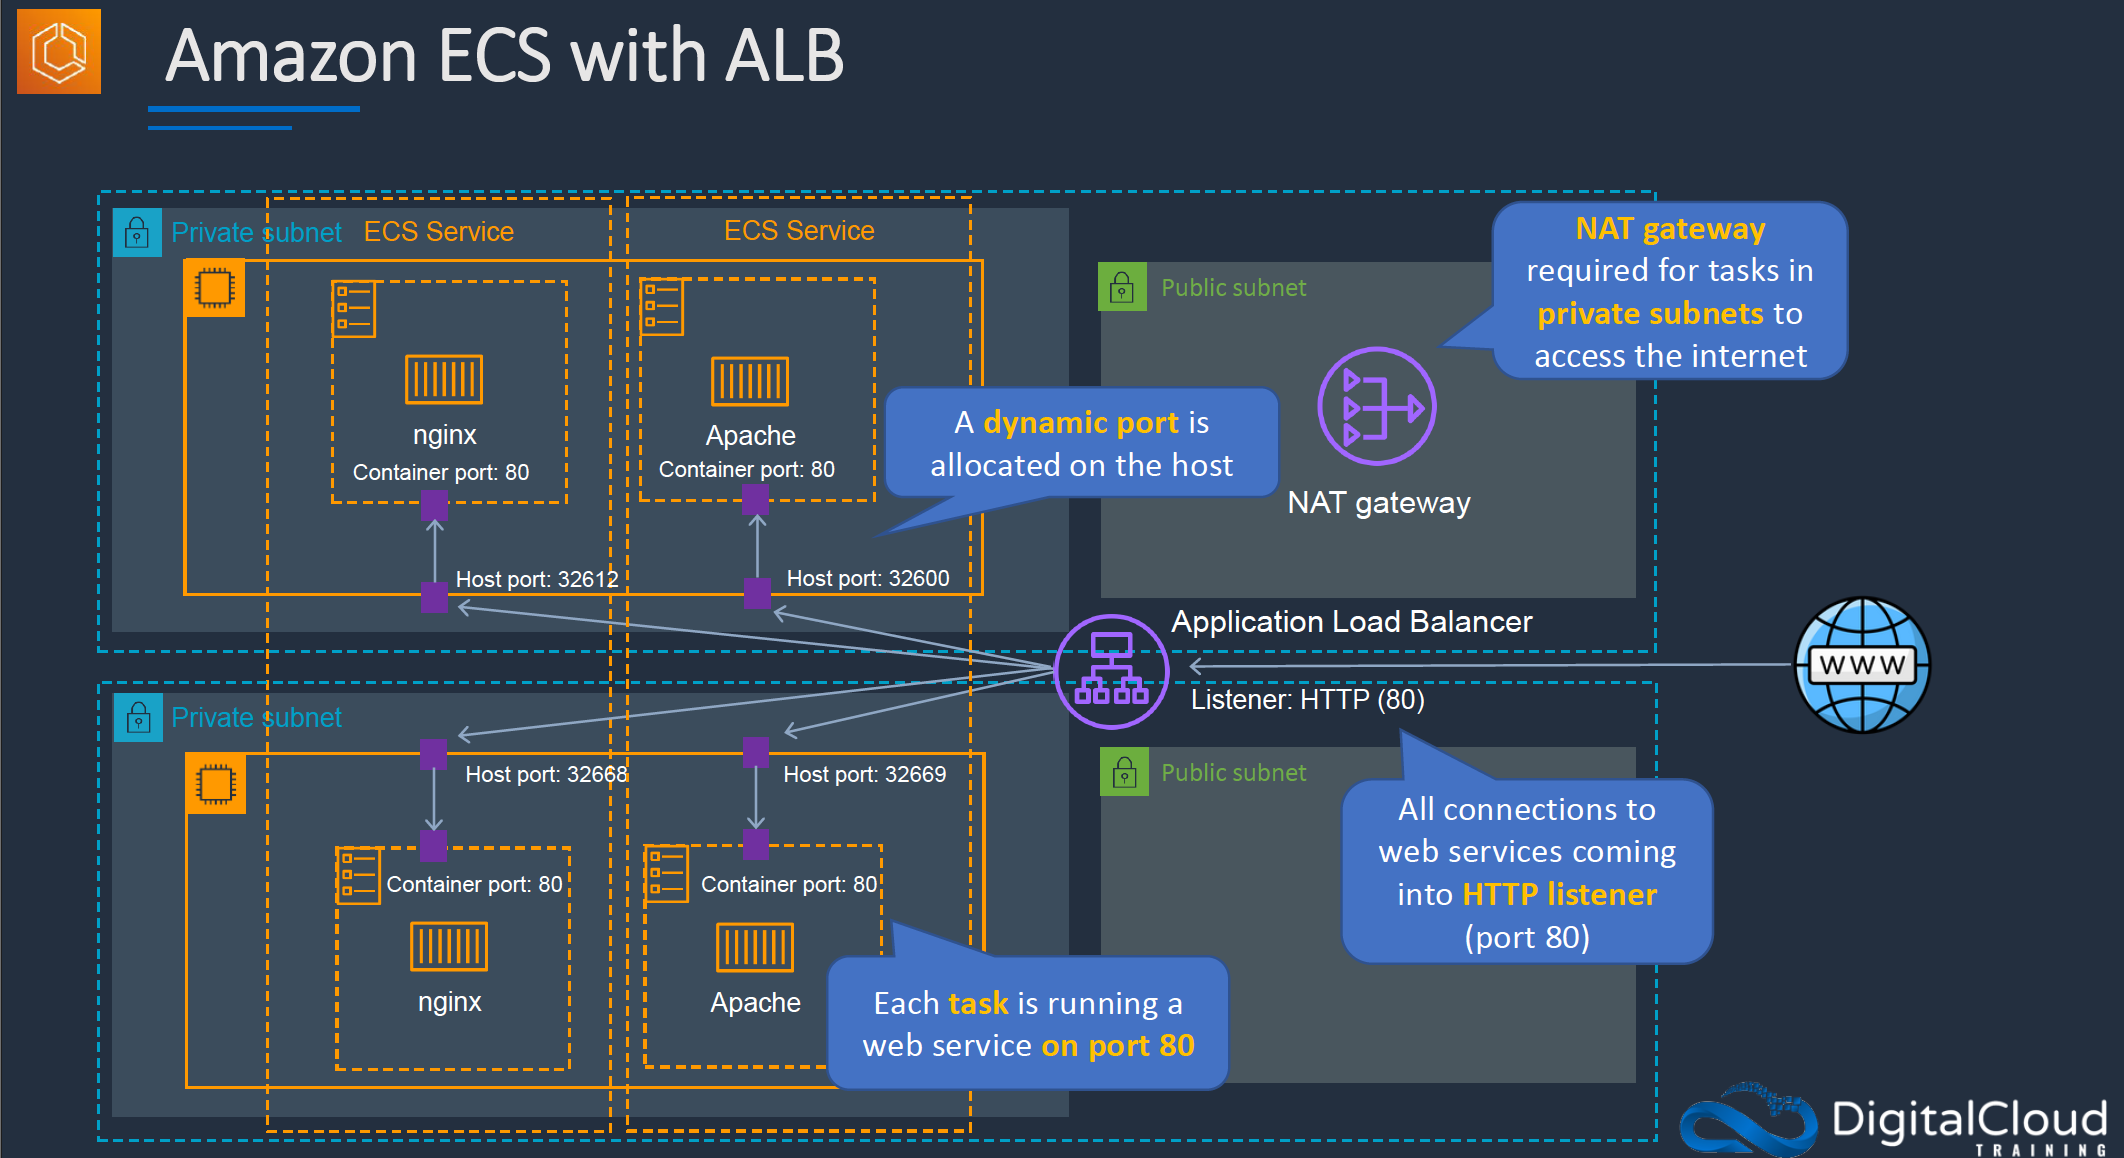 Amazon ECS with ALB
Private subnet
ECS Service
ECS Service
nginx
Container port: 80
Apache
Container port: 80
Host port: 32612
Host port: 32600
A dynamic port is
allocated on the host
Public subnet
NAT gateway
NAT gateway
required for tasks in
private subnets to
access the internet
Application Load Balancer
Listener: HTTP (80)
WWW
Private subnet
Host port: 32668
Host port: 32669
Container port: 80
nginx
Container port: 80
Apache
Each task is running a
web service on port 80
Public subnet
All connections to
web services coming
into HTTP listener
(port 80)
DigitalCloud
TRAINING